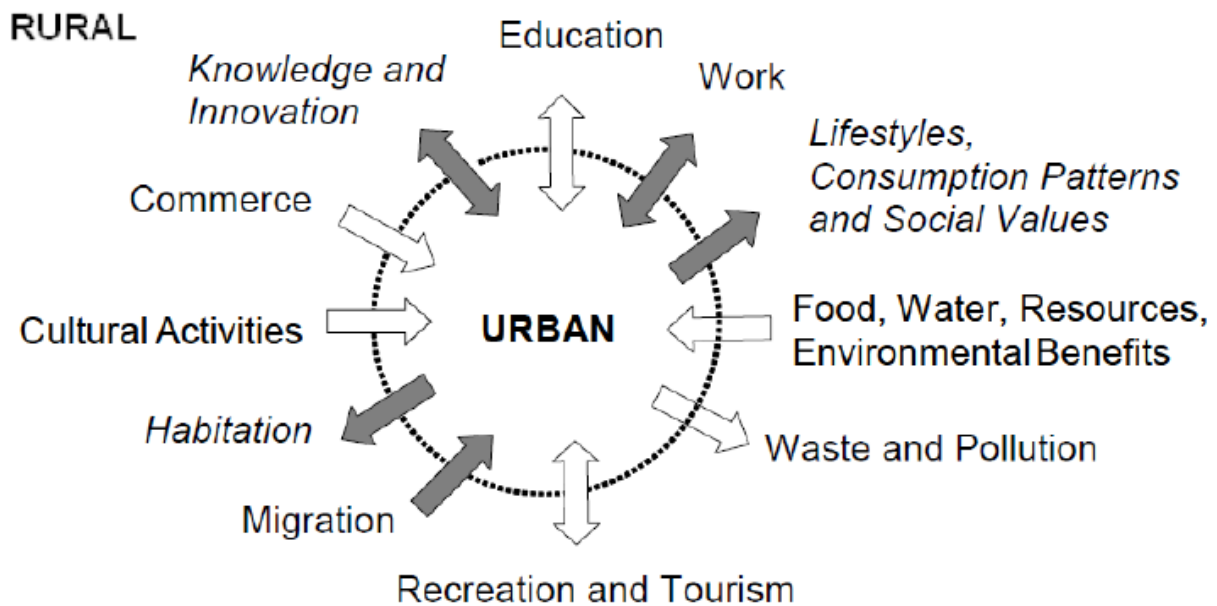 RURAL
Education
Knowledge and
Innovation
Work
Lifestyles,
Consumption Patterns
and Social Values
Commerce
Cultural Activities
URBAN
Food, Water, Resources,
Environmental Benefits
Habitation
Waste and Pollution
Migration
Recreation and Tourism